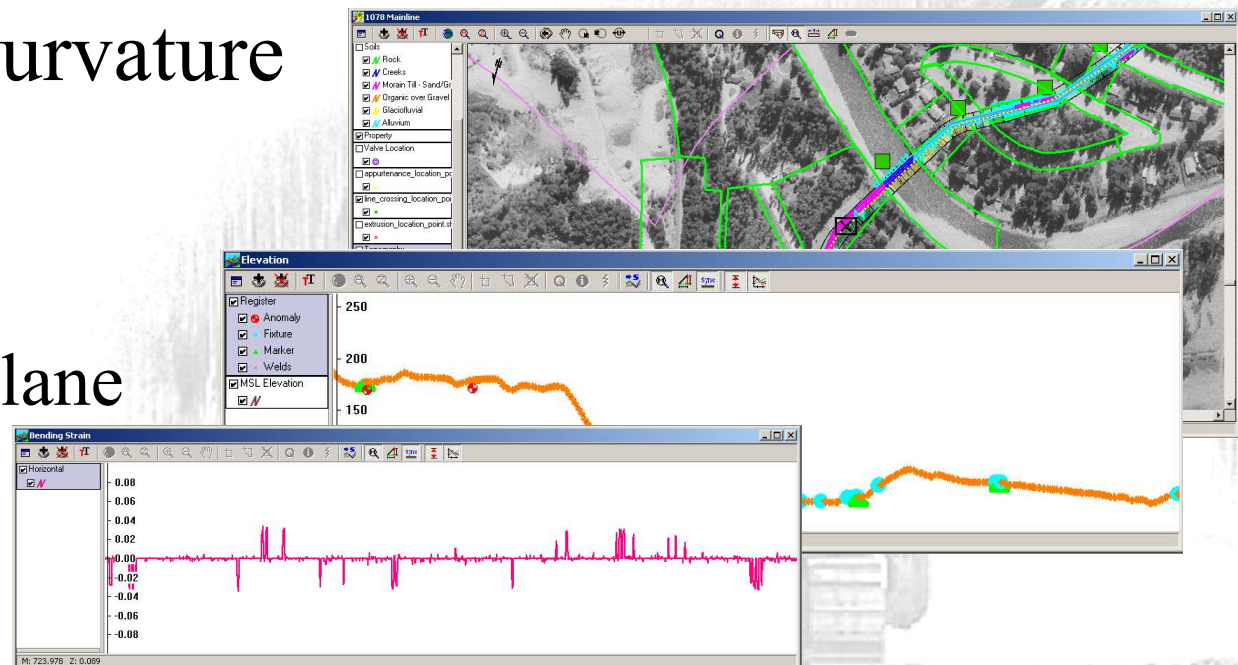 urvature
lane
1078 Mainline
Soils
Rock
Creeks
Morain Till - Sand/Gr
Organic over Gravel
Glaciofluvial
Alluvium
Property
Valve Location
appurtenance_location_po
line_crossing_location_poi
extrusion_location_point.sh
Elevation
sync
Register
Anomaly
Fixture
Marker
Welds
MSL Elevation
250
200
150
Bending Strain
sync
Horizontal
0.08
0.06
0.04
0.02
0.00
-0.02
-0.04
-0.06
-0.08
M: 723.978 Z: 0.089